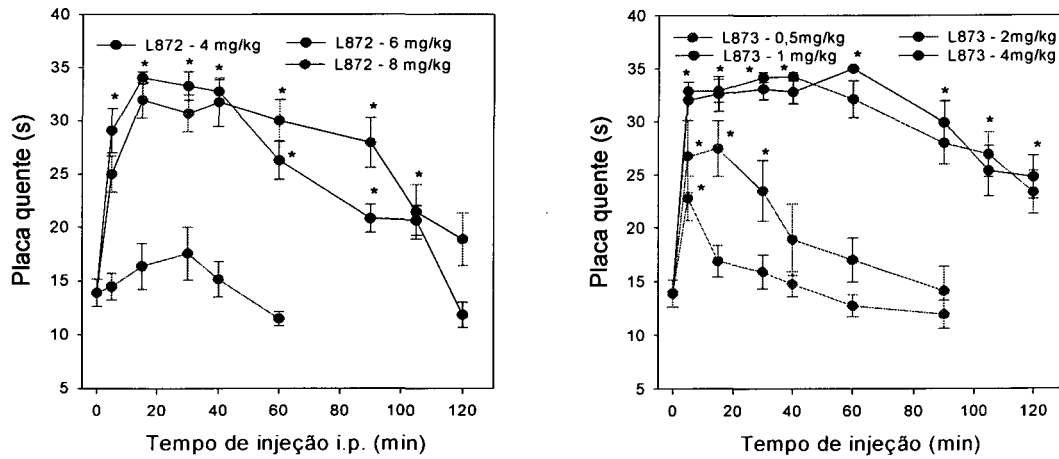 L872 - 4 mg/kg
L872 - 6 mg/kg
L872 - 8 mg/kg
Placa quente (s)
40
35
30
25
20
15
10
5
0
20
40
60
80
100
120
Tempo de injeção i.p. (min)
L873 - 0,5mg/kg
L873 - 1 mg/kg
L873 - 2mg/kg
L873 - 4mg/kg
Placa quente (s)
40
35
30
25
20
15
10
5
0
20
40
60
80
100
120
Tempo de injeção (min)